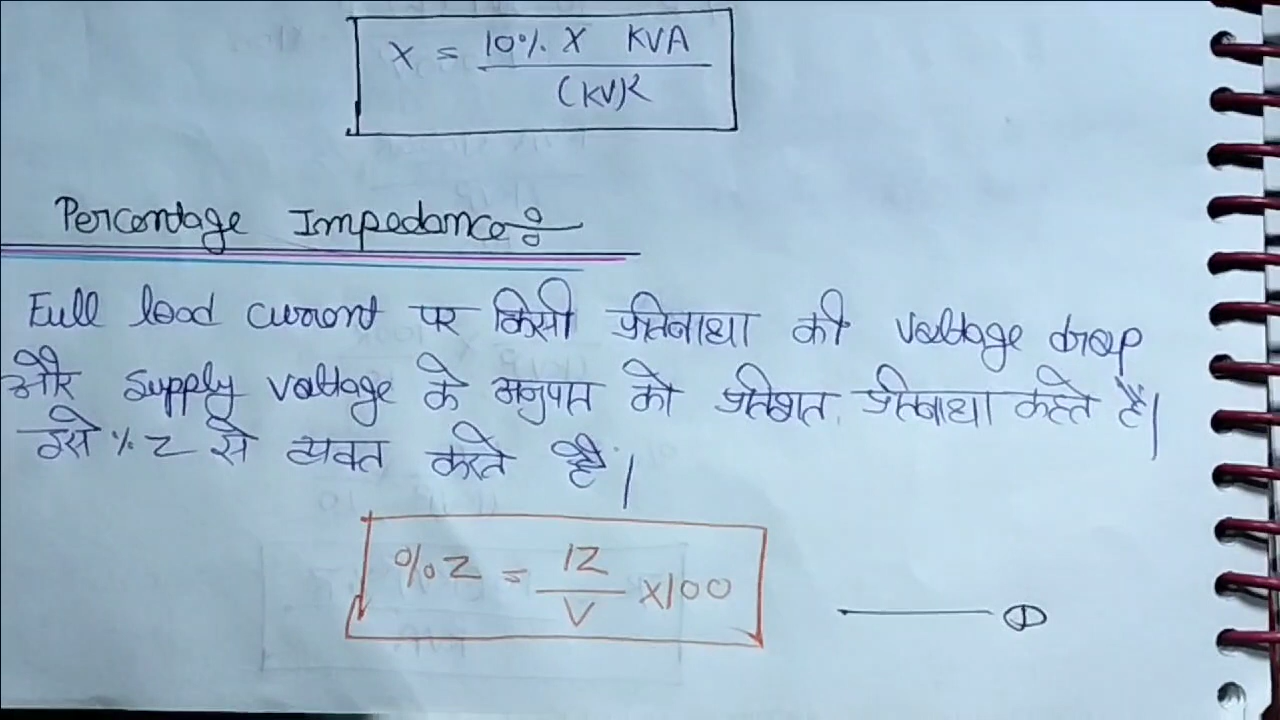 X = 10% X KVA / (KV)²
Percentage Impedance÷
Full load current पर किसी प्रतिबाधा की voltage drop
और supply voltage के अनुपात को प्रतिशत प्रतिबाधा कहते है।
इसे % Z से व्यक्त करते है।
%Z = IZ / V X100 —— ①